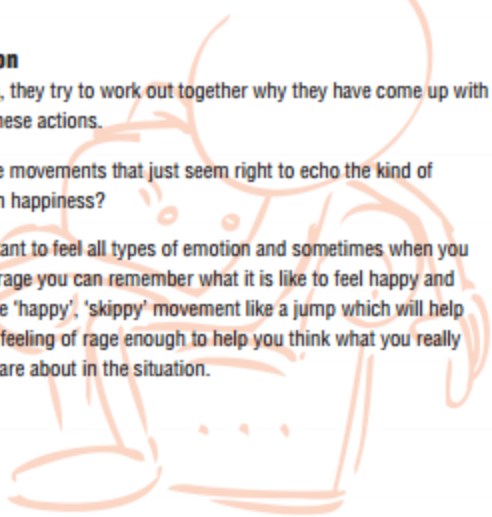 on
, they try to work out together why they have come up with
hese actions.
e movements that just seem right to echo the kind of
n happiness?
ant to feel all types of emotion and sometimes when you
rage you can remember what it is like to feel happy and
e 'happy', 'skippy' movement like a jump which will help
feeling of rage enough to help you think what you really
are about in the situation.